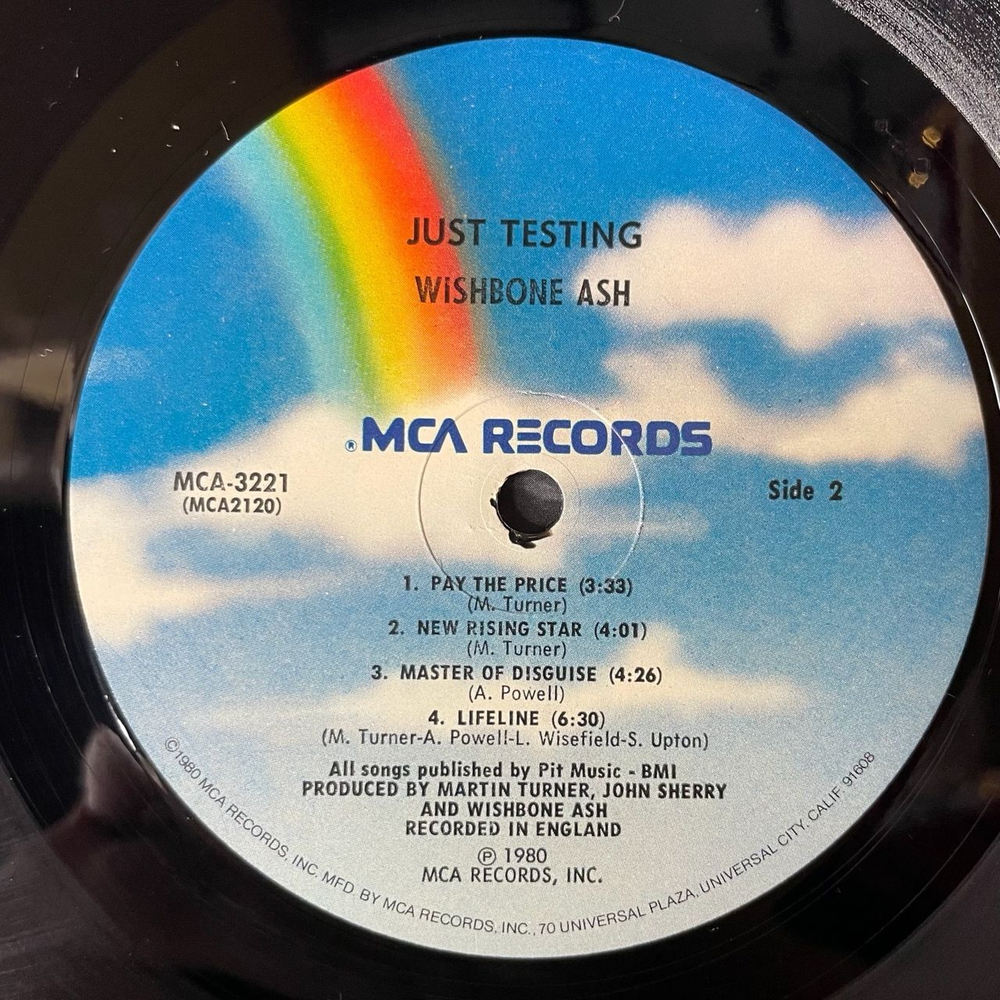 JUST TESTING
WISHBONE ASH
® MCA RECORDS
MCA-3221
(MCA2120)
Side 2
1. PAY THE PRICE (3:33)
(M. Turner)
2. NEW RISING STAR (4:01)
(M. Turner)
3. MASTER OF DISGUISE (4:26)
(A. Powell)
4. LIFELINE (6:30)
(M. Turner-A. Powell-L. Wisefield-S. Upton)
All songs published by Pit Music - BMI
PRODUCED BY MARTIN TURNER, JOHN SHERRY
AND WISHBONE ASH
RECORDED IN ENGLAND
℗ 1980
MCA RECORDS, INC.
©1980 MCA RECORDS, INC. MFD. BY MCA RECORDS, INC., 70 UNIVERSAL PLAZA, UNIVERSAL CITY, CALIF. 91608